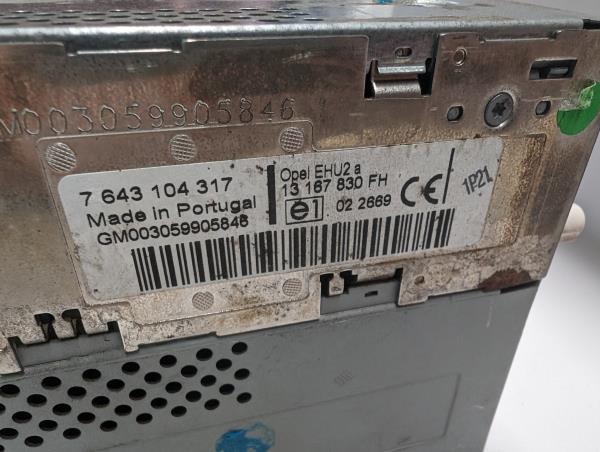 GM003059905846
7 643 104 317
Made in Portugal
GM003059905846
Opel EHU2 a
13 167 830 FH
e1 02 2669 CE
1P21